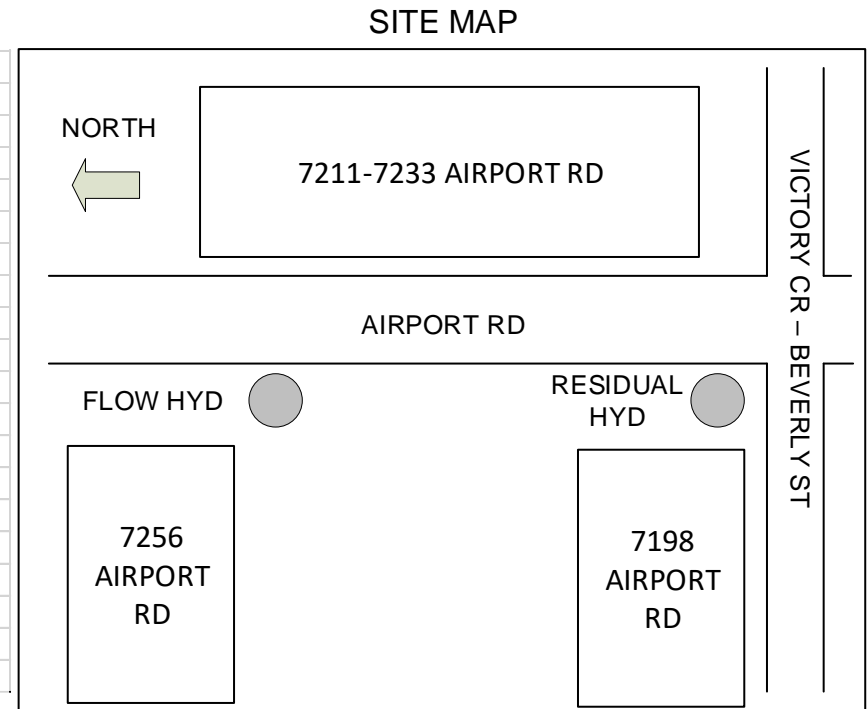 SITE MAP
NORTH
7211-7233 AIRPORT RD
VICTORY CR – BEVERLY ST
AIRPORT RD
FLOW HYD
RESIDUAL
HYD
7256
AIRPORT
RD
7198
AIRPORT
RD